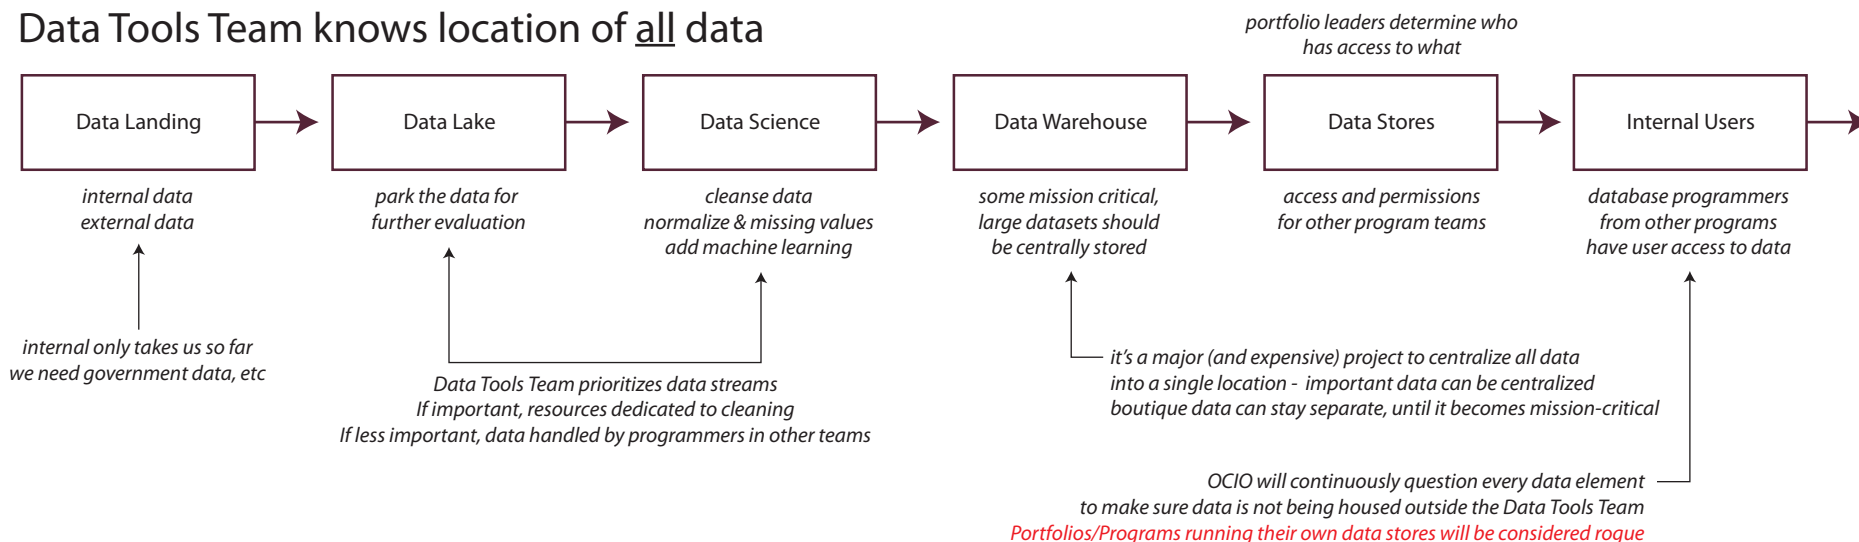 Data Tools Team knows location of all data
portfolio leaders determine who
has access to what
Data Landing
Data Lake
Data Science
Data Warehouse
Data Stores
Internal Users
internal data
external data
park the data for
further evaluation
cleanse data
normalize & missing values
add machine learning
some mission critical,
large datasets should
be centrally stored
access and permissions
for other program teams
database programmers
from other programs
have user access to data
internal only takes us so far
we need government data, etc
Data Tools Team prioritizes data streams
If important, resources dedicated to cleaning
If less important, data handled by programmers in other teams
it's a major (and expensive) project to centralize all data
into a single location - important data can be centralized
boutique data can stay separate, until it becomes mission-critical
OCIO will continuously question every data element
to make sure data is not being housed outside the Data Tools Team
Portfolios/Programs running their own data stores will be considered rogue